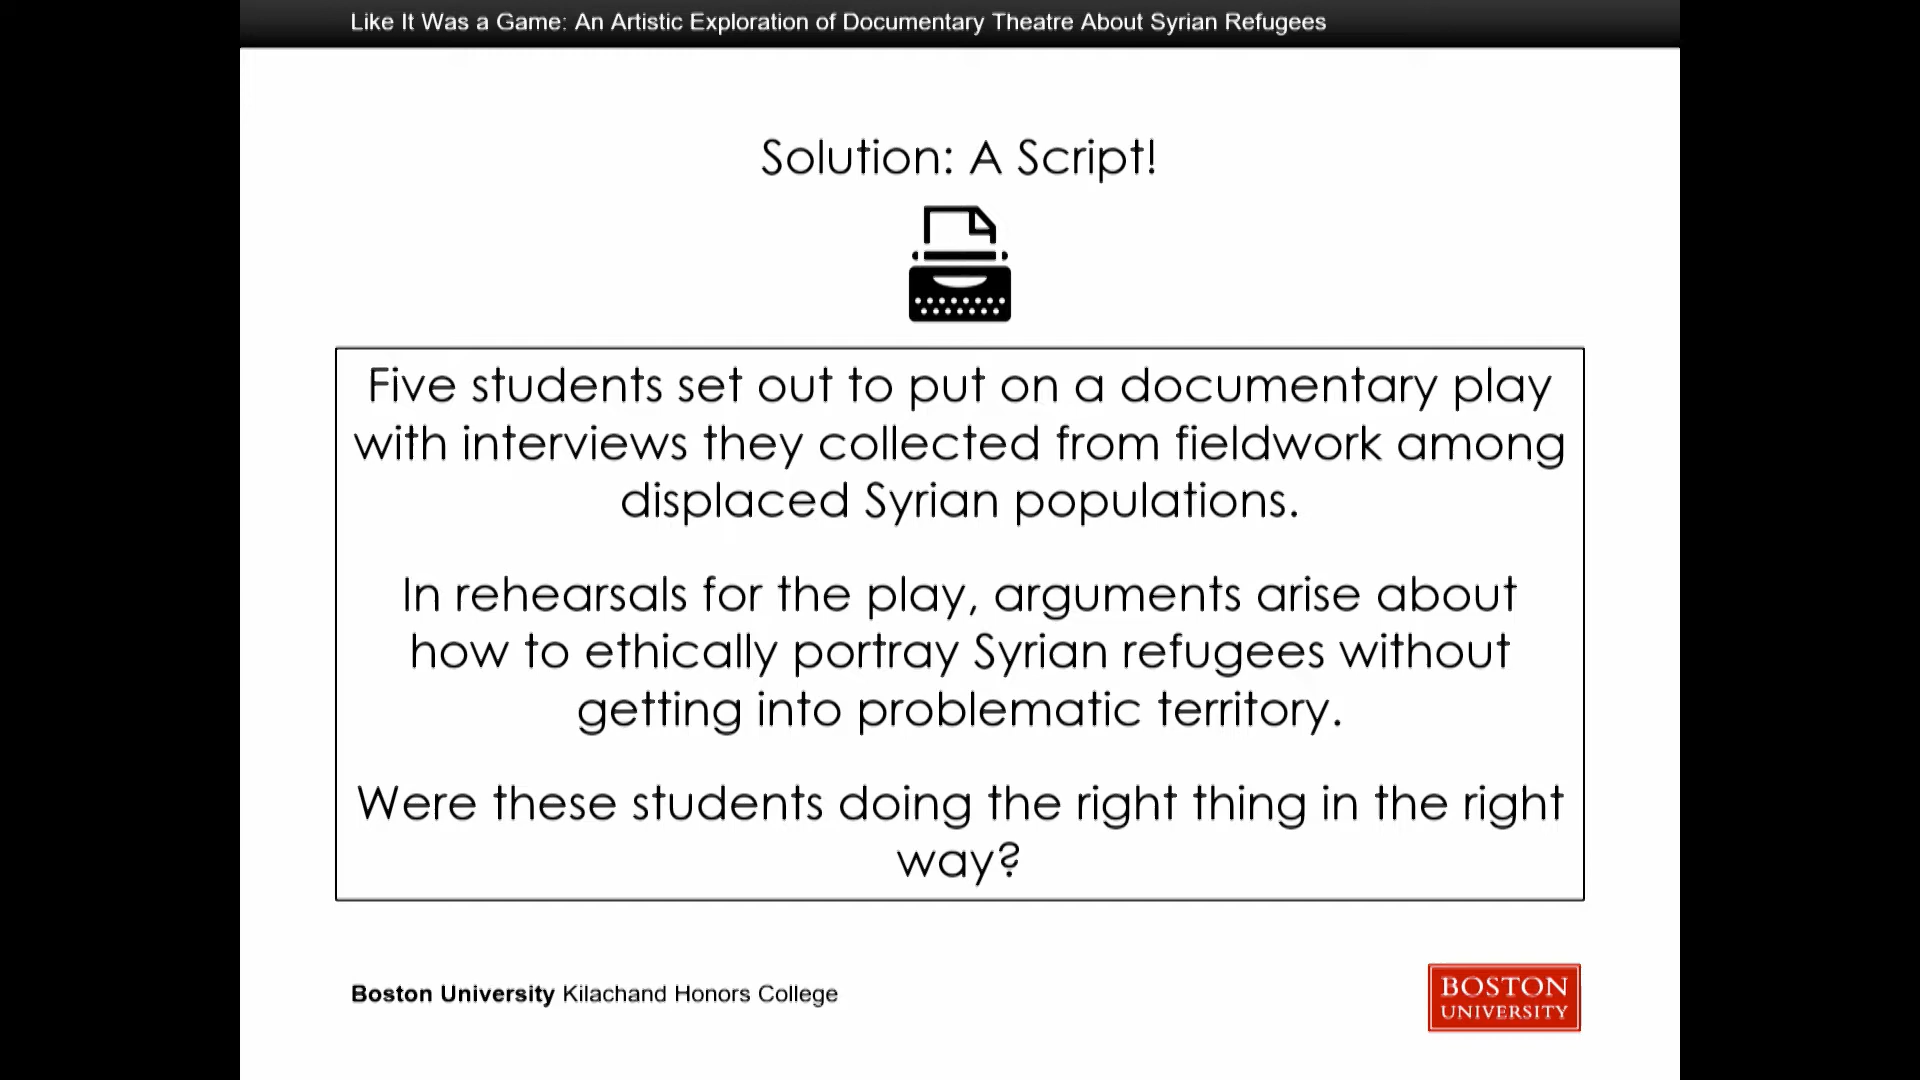 Like It Was a Game: An Artistic Exploration of Documentary Theatre About Syrian Refugees
Solution: A Script!
Five students set out to put on a documentary play
with interviews they collected from fieldwork among
displaced Syrian populations.
In rehearsals for the play, arguments arise about
how to ethically portray Syrian refugees without
getting into problematic territory.
Were these students doing the right thing in the right
way?
Boston University Kilachand Honors College
BOSTON
UNIVERSITY